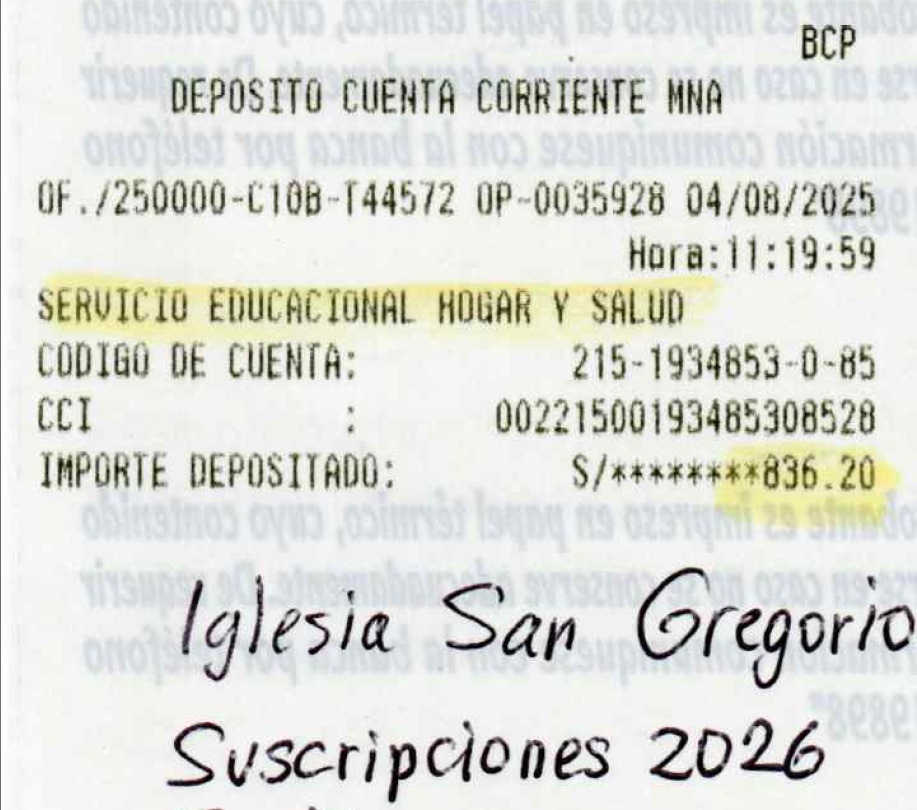 BCP
DEPOSITO CUENTA CORRIENTE MNA
OF./250000-C10B-T44572 OP-0035928 04/08/2025
Hora:11:19:59
SERVICIO EDUCACIONAL HOGAR Y SALUD
CODIGO DE CUENTA: 215-1934853-0-85
CCI : 00221500193485308528
IMPORTE DEPOSITADO: S/********836.20
Iglesia San Gregorio
Suscripciones 2026